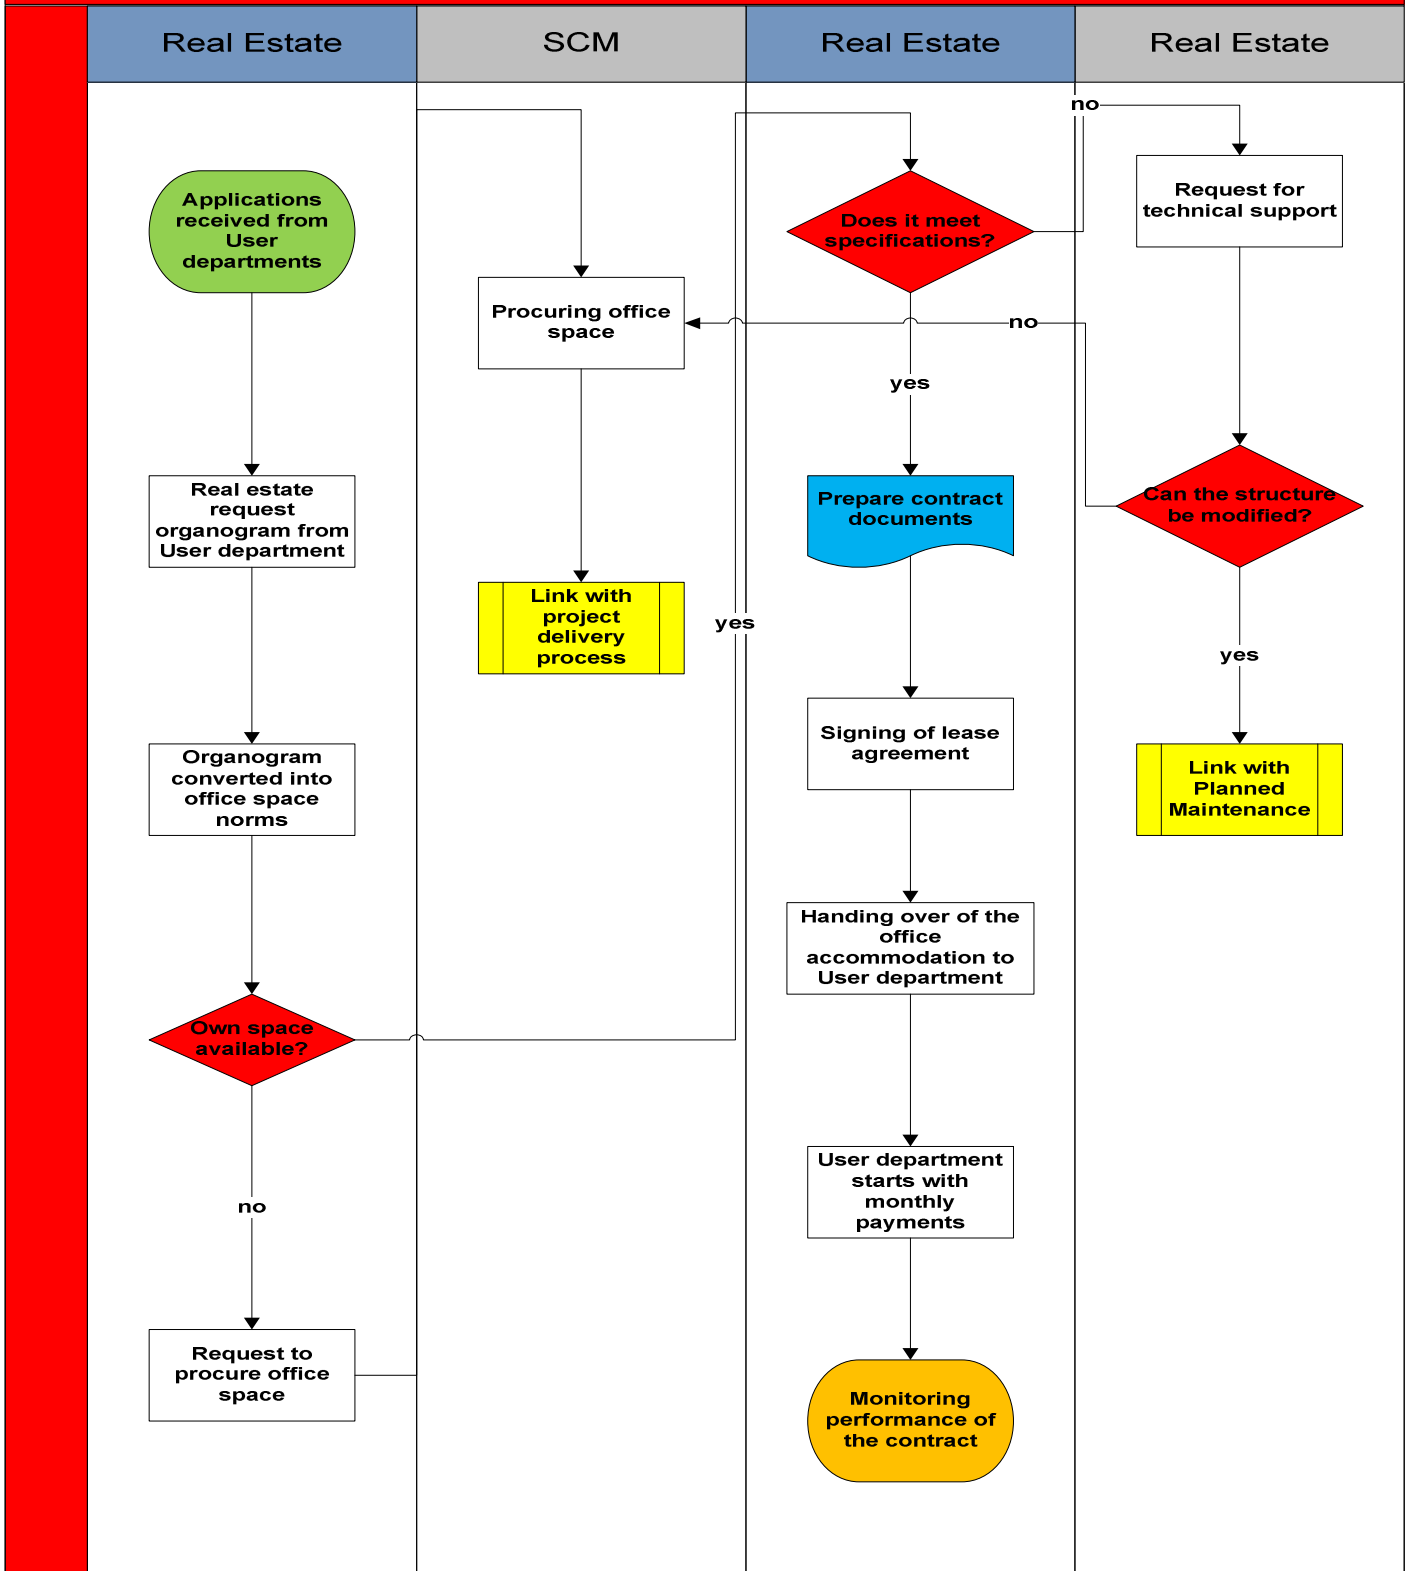 Real Estate
SCM
Real Estate
Real Estate
Applications
received from
User
departments
Real estate
request
organogram from
User department
Organogram
converted into
office space
norms
Own space
available?
no
Request to
procure office
space
Procuring office
space
Link with
project
delivery
process
yes
Does it meet
specifications?
no
yes
Prepare contract
documents
Signing of lease
agreement
Handing over of the
office
accommodation to
User department
User department
starts with
monthly
payments
Monitoring
performance of
the contract
no
Request for
technical support
Can the structure
be modified?
yes
Link with
Planned
Maintenance